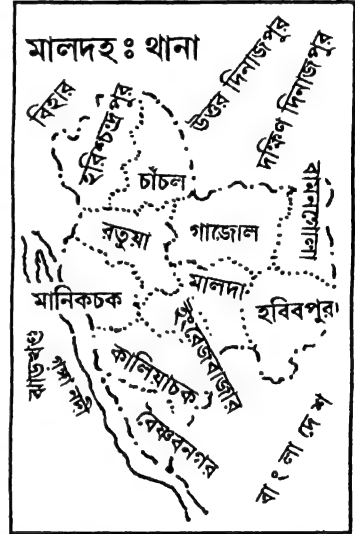 মালদহ ঃ থানা
বিহার
হরিশ্চন্দ্রপুর
উত্তর দিনাজপুর
দক্ষিণ দিনাজপুর
চাঁচল
বামনগোলা
রতুয়া
গাজোল
মালদা
মানিকচক
হবিবপুর
ইংরেজবাজার
ঝাড়খণ্ড
গঙ্গা নদী
কালিয়াচক
বৈষ্ণবনগর
বাংলাদেশ